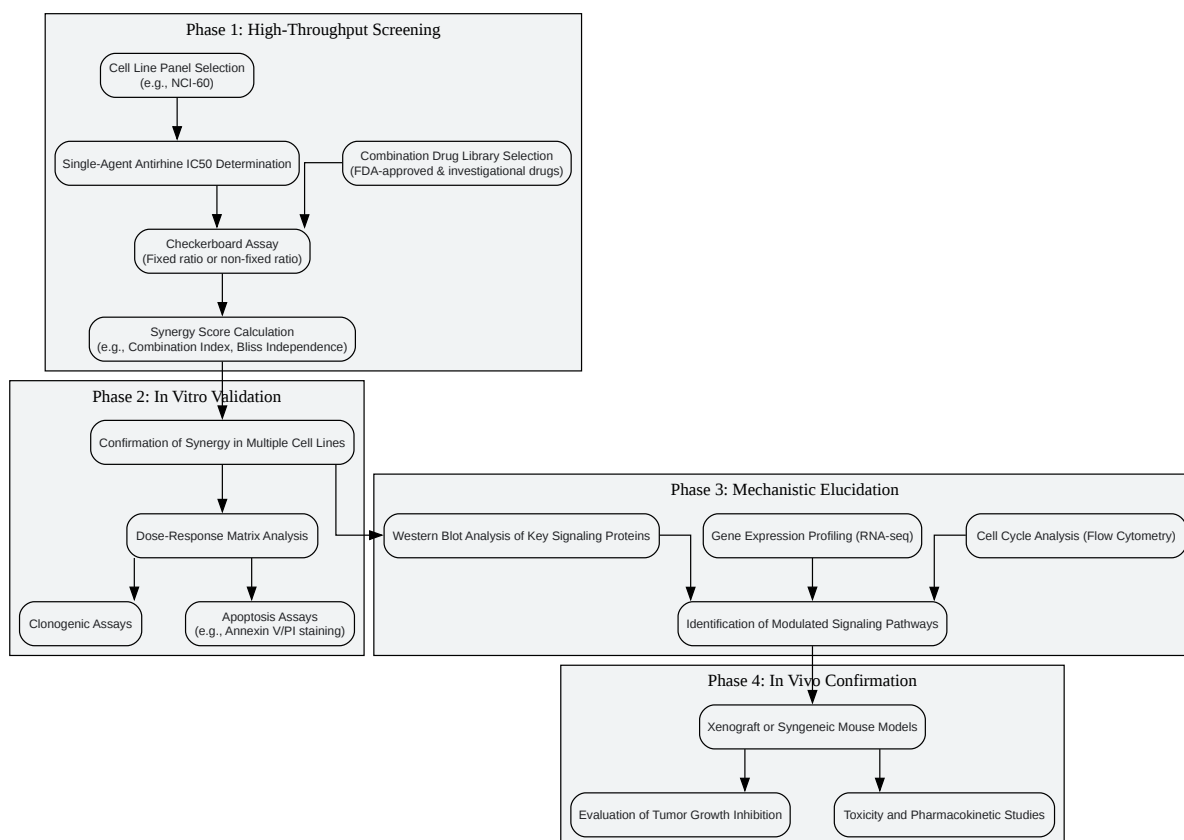 Phase 1: High-Throughput Screening
Cell Line Panel Selection
(e.g., NCI-60)
Single-Agent Antirhine IC50 Determination
Combination Drug Library Selection
(FDA-approved & investigational drugs)
Checkerboard Assay
(Fixed ratio or non-fixed ratio)
Synergy Score Calculation
(e.g., Combination Index, Bliss Independence)
Phase 2: In Vitro Validation
Confirmation of Synergy in Multiple Cell Lines
Dose-Response Matrix Analysis
Clonogenic Assays
Apoptosis Assays
(e.g., Annexin V/PI staining)
Phase 3: Mechanistic Elucidation
Western Blot Analysis of Key Signaling Proteins
Gene Expression Profiling (RNA-seq)
Cell Cycle Analysis (Flow Cytometry)
Identification of Modulated Signaling Pathways
Phase 4: In Vivo Confirmation
Xenograft or Syngeneic Mouse Models
Evaluation of Tumor Growth Inhibition
Toxicity and Pharmacokinetic Studies